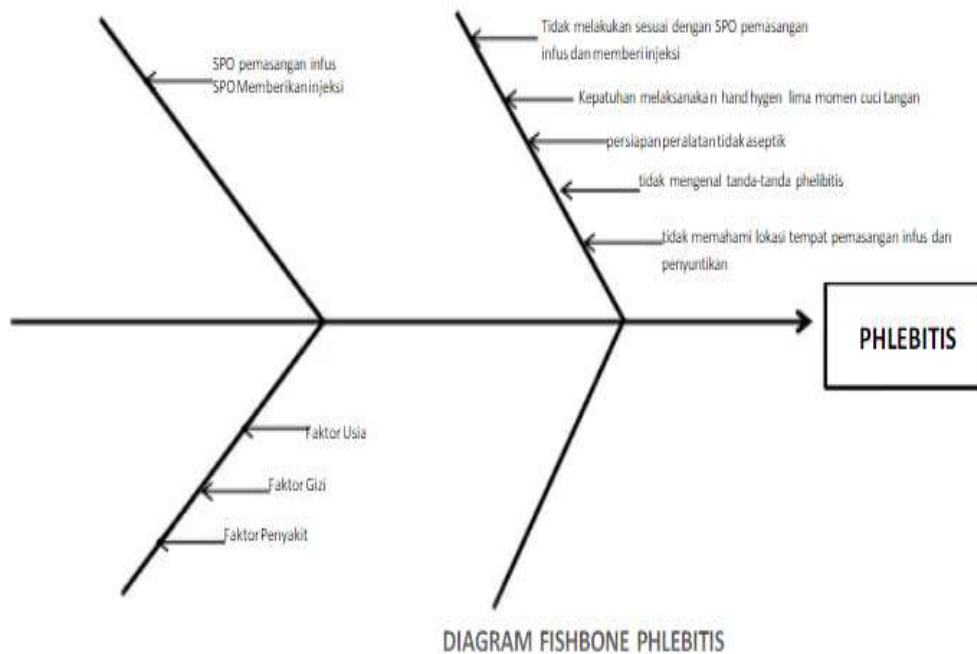 SPO pemasangan infus
SPO Memberikan injeksi
Tidak melakukan sesuai dengan SPO pemasangan
infus dan memberi injeksi
Kepatuhan melaksanakan hand hygen lima momen cuci tangan
persiapan peralatan tidak aseptik
tidak mengenal tanda-tanda phelibitis
tidak memahami lokasi tempat pemasangan infus dan
penyuntikan
PHLEBITIS
Faktor Usia
Faktor Gizi
Faktor Penyakit
DIAGRAM FISHBONE PHLEBITIS